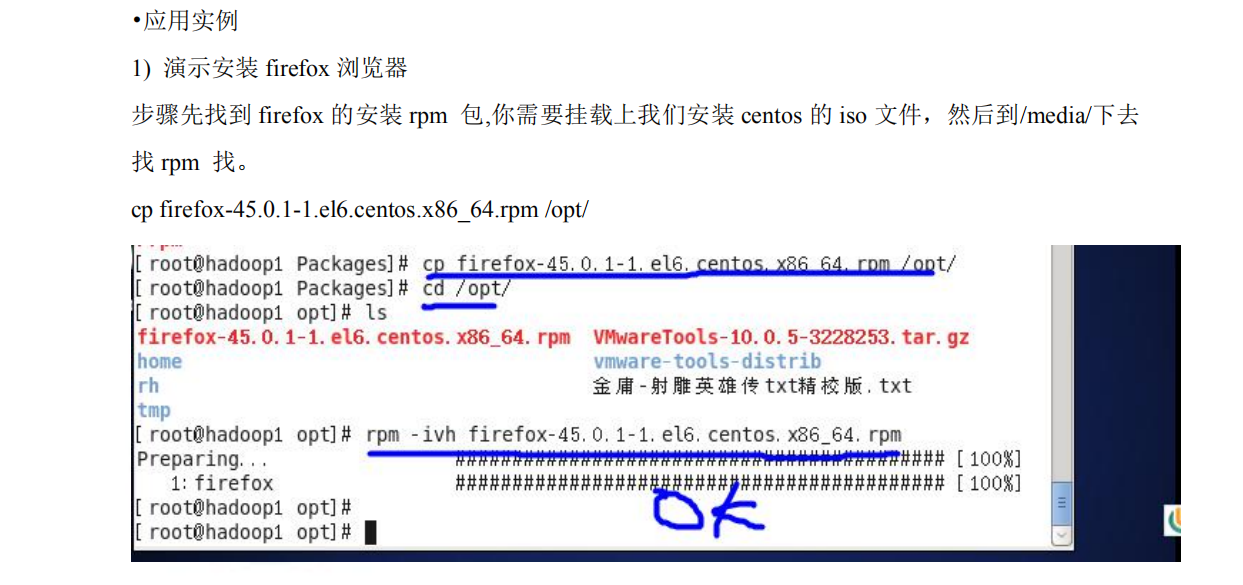 •应用实例
1) 演示安装 firefox 浏览器
步骤先找到 firefox 的安装 rpm 包,你需要挂载上我们安装 centos 的 iso 文件，然后到/media/下去
找 rpm 找。
cp firefox-45.0.1-1.el6.centos.x86_64.rpm /opt/
[root@hadoop1 Packages]# cp firefox-45.0.1-1.el6.centos.x86_64.rpm /opt/
[root@hadoop1 Packages]# cd /opt/
[root@hadoop1 opt]# ls
firefox-45.0.1-1.el6.centos.x86_64.rpm VMwareTools-10.0.5-3228253.tar.gz
home vmware-tools-distrib
rh 金庸-射雕英雄传txt精校版.txt
tmp
[root@hadoop1 opt]# rpm -ivh firefox-45.0.1-1.el6.centos.x86_64.rpm
Preparing... ########################################### [100%]
1:firefox ########################################### [100%]
[root@hadoop1 opt]#
OK
[root@hadoop1 opt]#